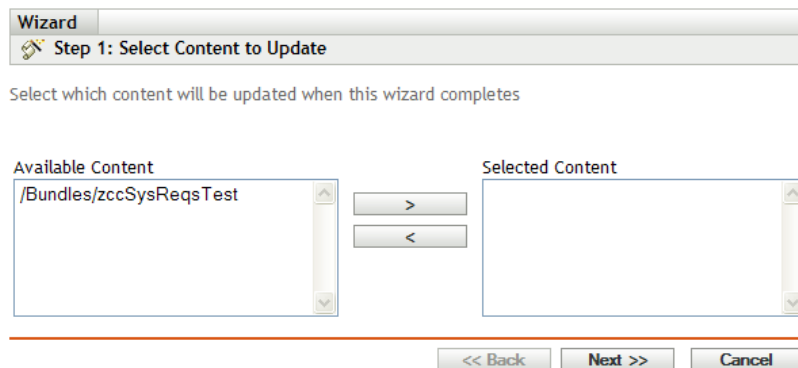 Wizard
Step 1: Select Content to Update
Select which content will be updated when this wizard completes
Available Content
Selected Content
/Bundles/zccSysReqsTest
>
<
<< Back
Next >>
Cancel